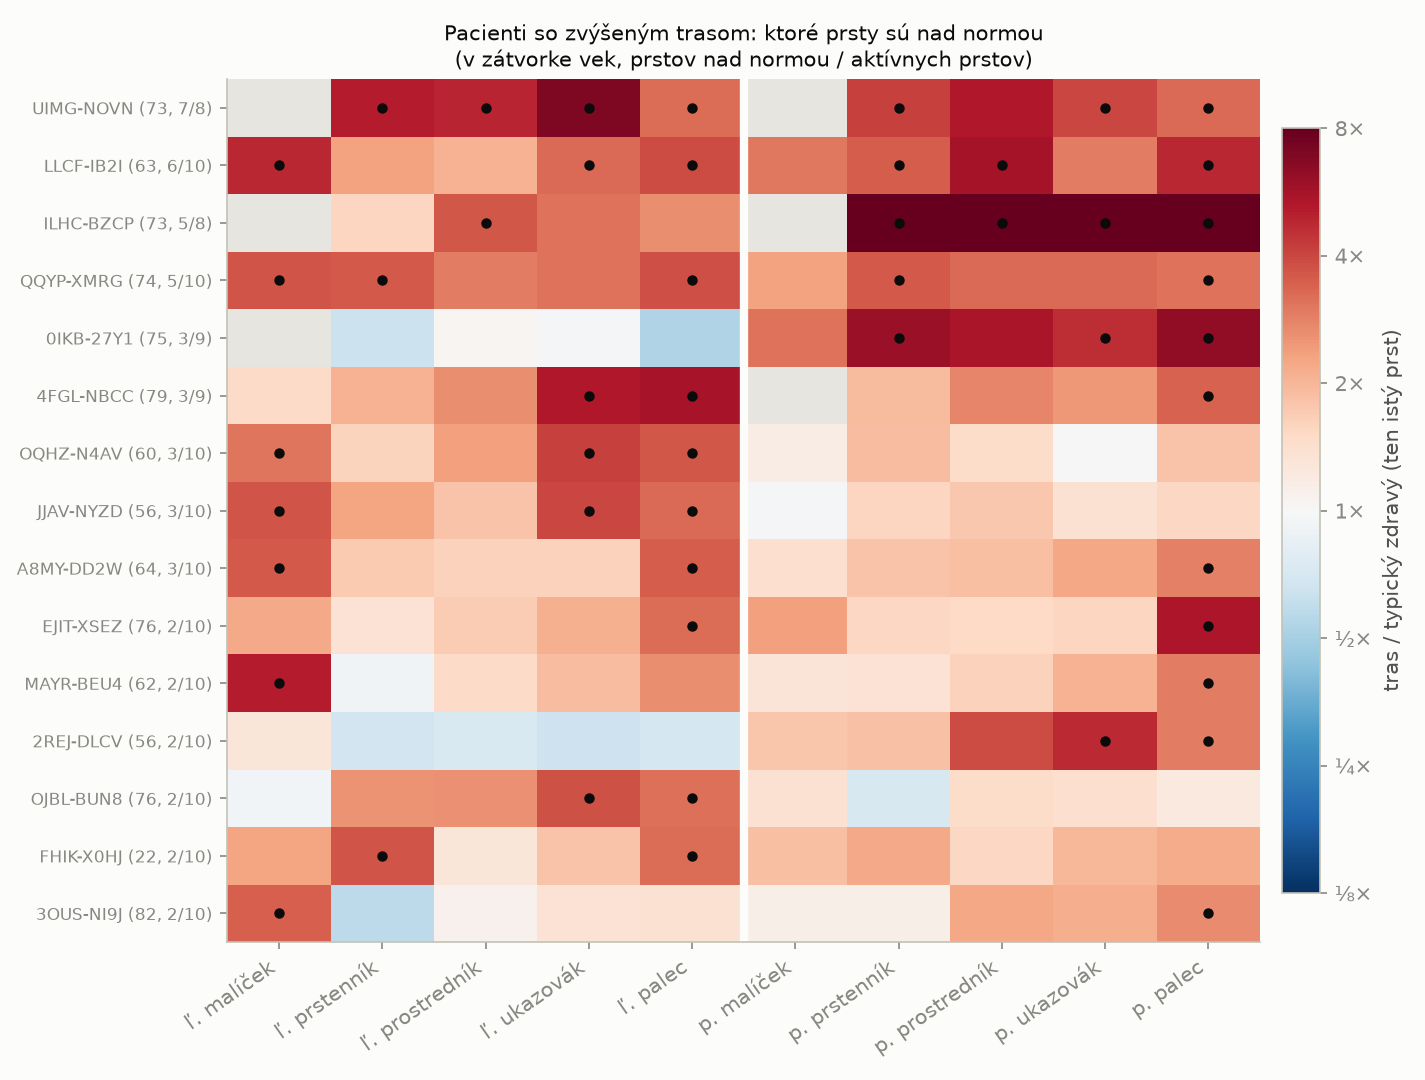 Pacienti so zvýšeným trasom: ktoré prsty sú nad normou
(v zátvorke vek, prstov nad normou / aktívnych prstov)
UIMG-NOVN (73, 7/8)
LLCF-IB2I (63, 6/10)
ILHC-BZCP (73, 5/8)
QQYP-XMRG (74, 5/10)
0IKB-27Y1 (75, 3/9)
4FGL-NBCC (79, 3/9)
OQHZ-N4AV (60, 3/10)
JJAV-NYZD (56, 3/10)
A8MY-DD2W (64, 3/10)
EJIT-XSEZ (76, 2/10)
MAYR-BEU4 (62, 2/10)
2REJ-DLCV (56, 2/10)
OJBL-BUN8 (76, 2/10)
FHIK-X0HJ (22, 2/10)
3OUS-NI9J (82, 2/10)
ľ. malíček
ľ. prstenník
ľ. prostredník
ľ. ukazovák
ľ. palec
p. malíček
p. prstenník
p. prostredník
p. ukazovák
p. palec
8×
4×
2×
1×
½×
¼×
⅛×
tras / typický zdravý (ten istý prst)